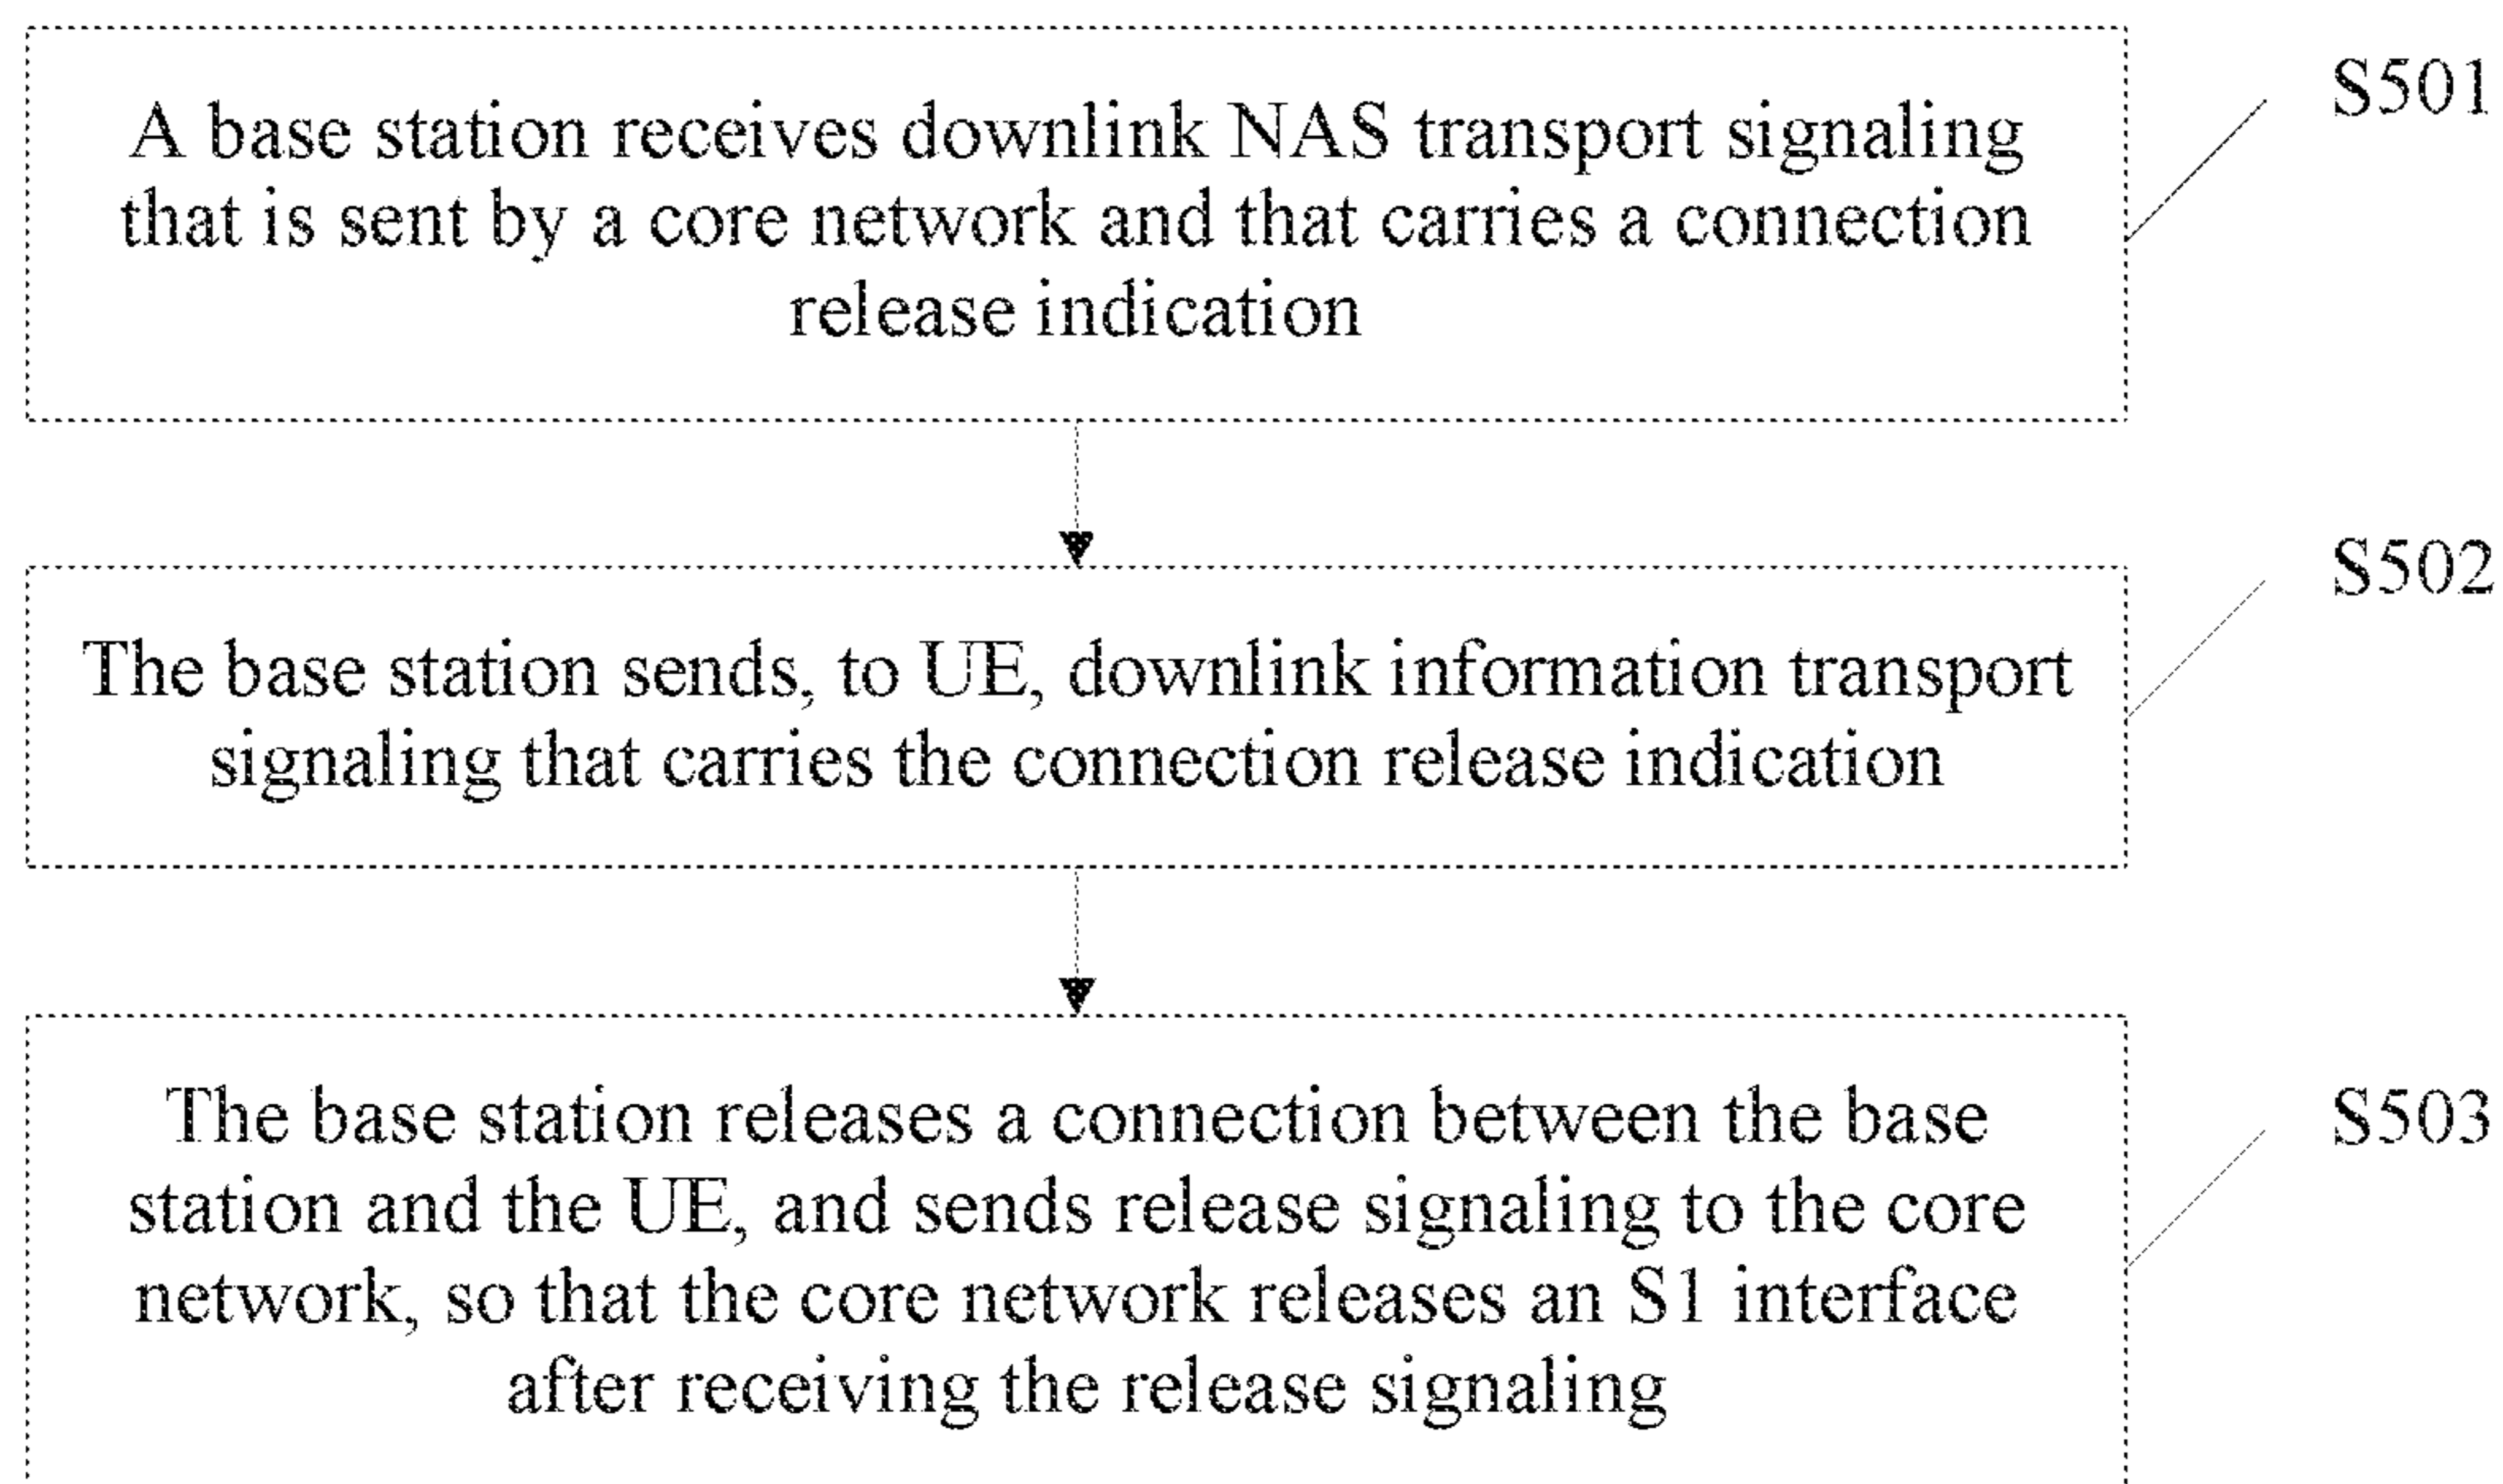 S501
A base station receives downlink NAS transport signaling
that is sent by a core network and that carries a connection
release indication
S502
The base station sends, to UE, downlink information transport
signaling that carries the connection release indication
S503
The base station releases a connection between the base
station and the UE, and sends release signaling to the core
network, so that the core network releases an S1 interface
after receiving the release signaling